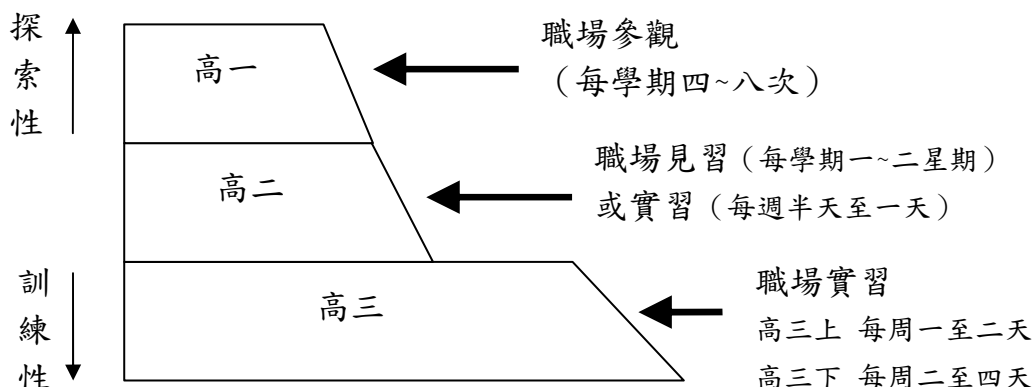 探索性
高一
職場參觀
（每學期四~八次）
高二
職場見習（每學期一~二星期）
或實習（每週半天至一天）
訓練性
高三
職場實習
高三上 每周一至二天
高三下 每周二至四天